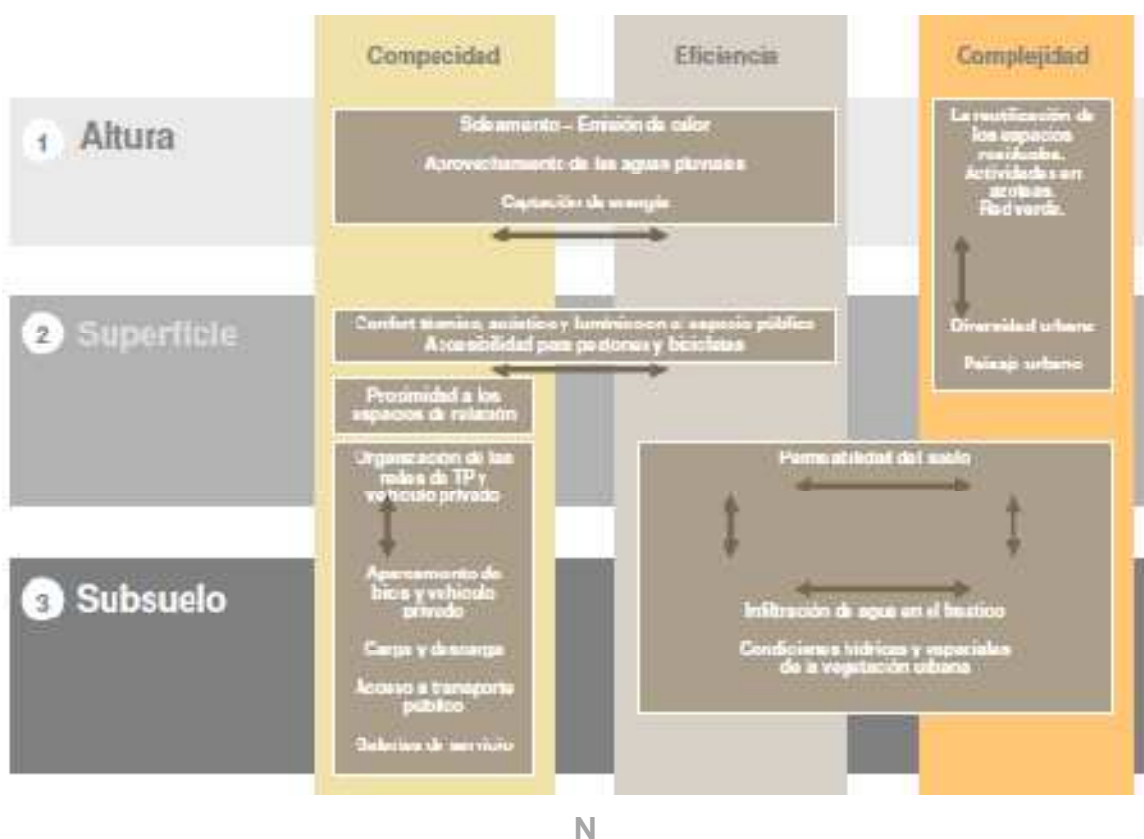 Compacidad
Eficiencia
Complejidad
1 Altura
Soleamiento – Emisión de calor
Aprovechamiento de las aguas pluviales
Captación de energía
La reutilización de
los espacios
residuales.
Actividades en
azoteas.
Red verde.
2 Superficie
Confort térmico, acústico y lumínico en el espacio público
Accesibilidad para peatones y bicicletas
Diversidad urbana
Paisaje urbano
Proximidad a los
espacios de relación
Organización de las
redes de TP y
vehículo privado
Permeabilidad del suelo
3 Subsuelo
Aparcamiento de
bicis y vehículo
privado
Carga y descarga
Acceso a transporte
público
Galerías de servicio
Infiltración de agua en el freático
Condiciones hídricas y espaciales
de la vegetación urbana
N